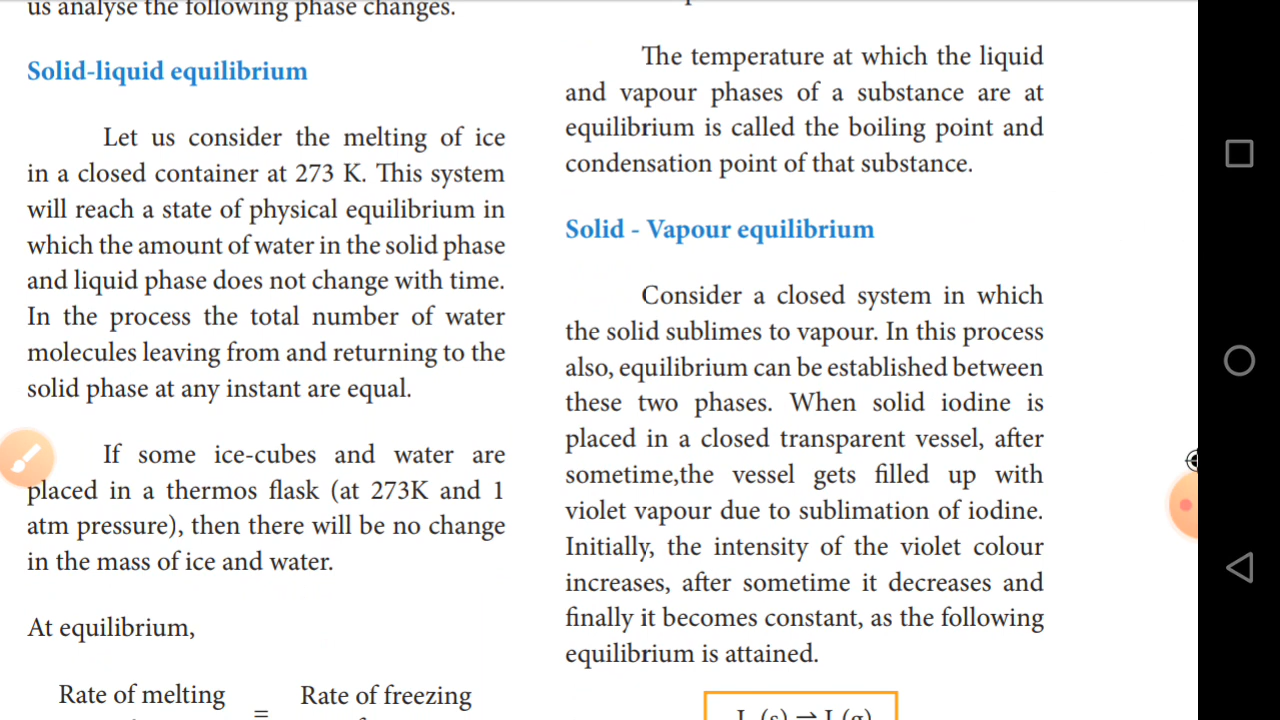 us analyse the following phase changes.
Solid-liquid equilibrium
Let us consider the melting of ice
in a closed container at 273 K. This system
will reach a state of physical equilibrium in
which the amount of water in the solid phase
and liquid phase does not change with time.
In the process the total number of water
molecules leaving from and returning to the
solid phase at any instant are equal.
If some ice-cubes and water are
placed in a thermos flask (at 273K and 1
atm pressure), then there will be no change
in the mass of ice and water.
At equilibrium,
Rate of melting = Rate of freezing
The temperature at which the liquid
and vapour phases of a substance are at
equilibrium is called the boiling point and
condensation point of that substance.
Solid - Vapour equilibrium
Consider a closed system in which
the solid sublimes to vapour. In this process
also, equilibrium can be established between
these two phases. When solid iodine is
placed in a closed transparent vessel, after
sometime,the vessel gets filled up with
violet vapour due to sublimation of iodine.
Initially, the intensity of the violet colour
increases, after sometime it decreases and
finally it becomes constant, as the following
equilibrium is attained.